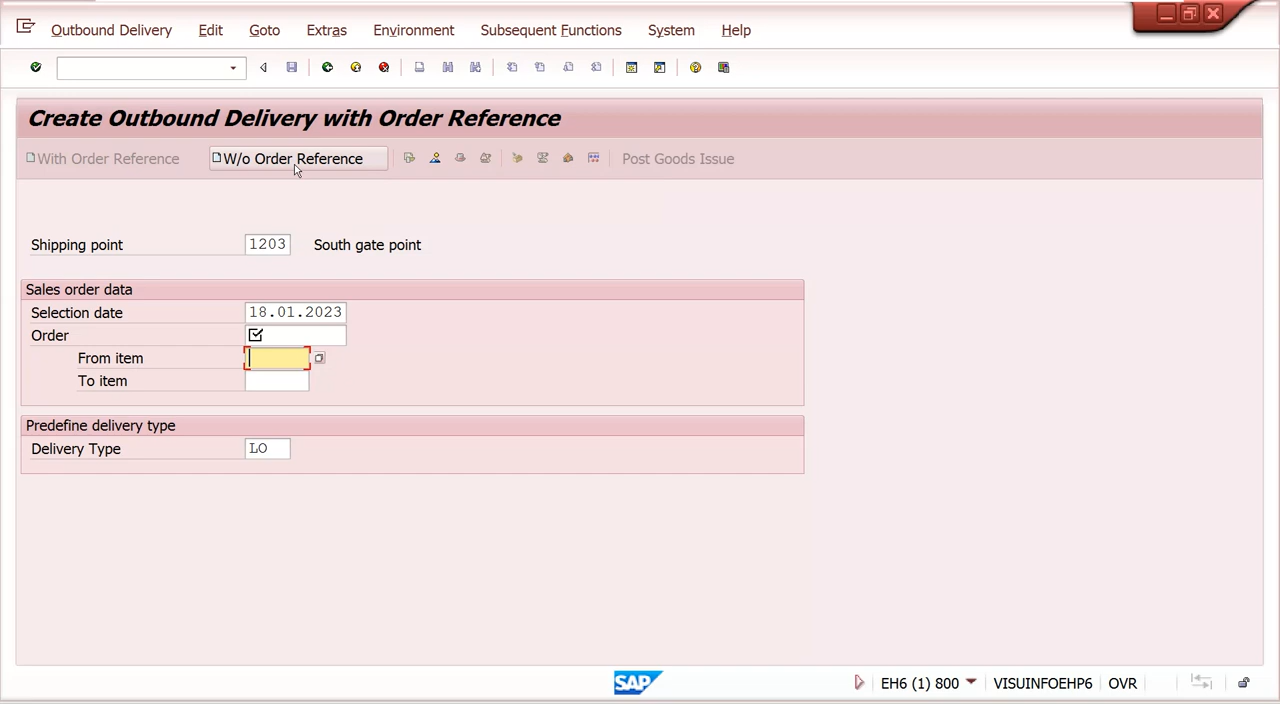 Outbound Delivery Edit Goto Extras Environment Subsequent Functions System Help
Create Outbound Delivery with Order Reference
With Order Reference W/o Order Reference Post Goods Issue
Shipping point 1203 South gate point
Sales order data
Selection date 18.01.2023
Order
From item
To item
Predefine delivery type
Delivery Type LO
SAP EH6 (1) 800 VISUINFOEHP6 OVR